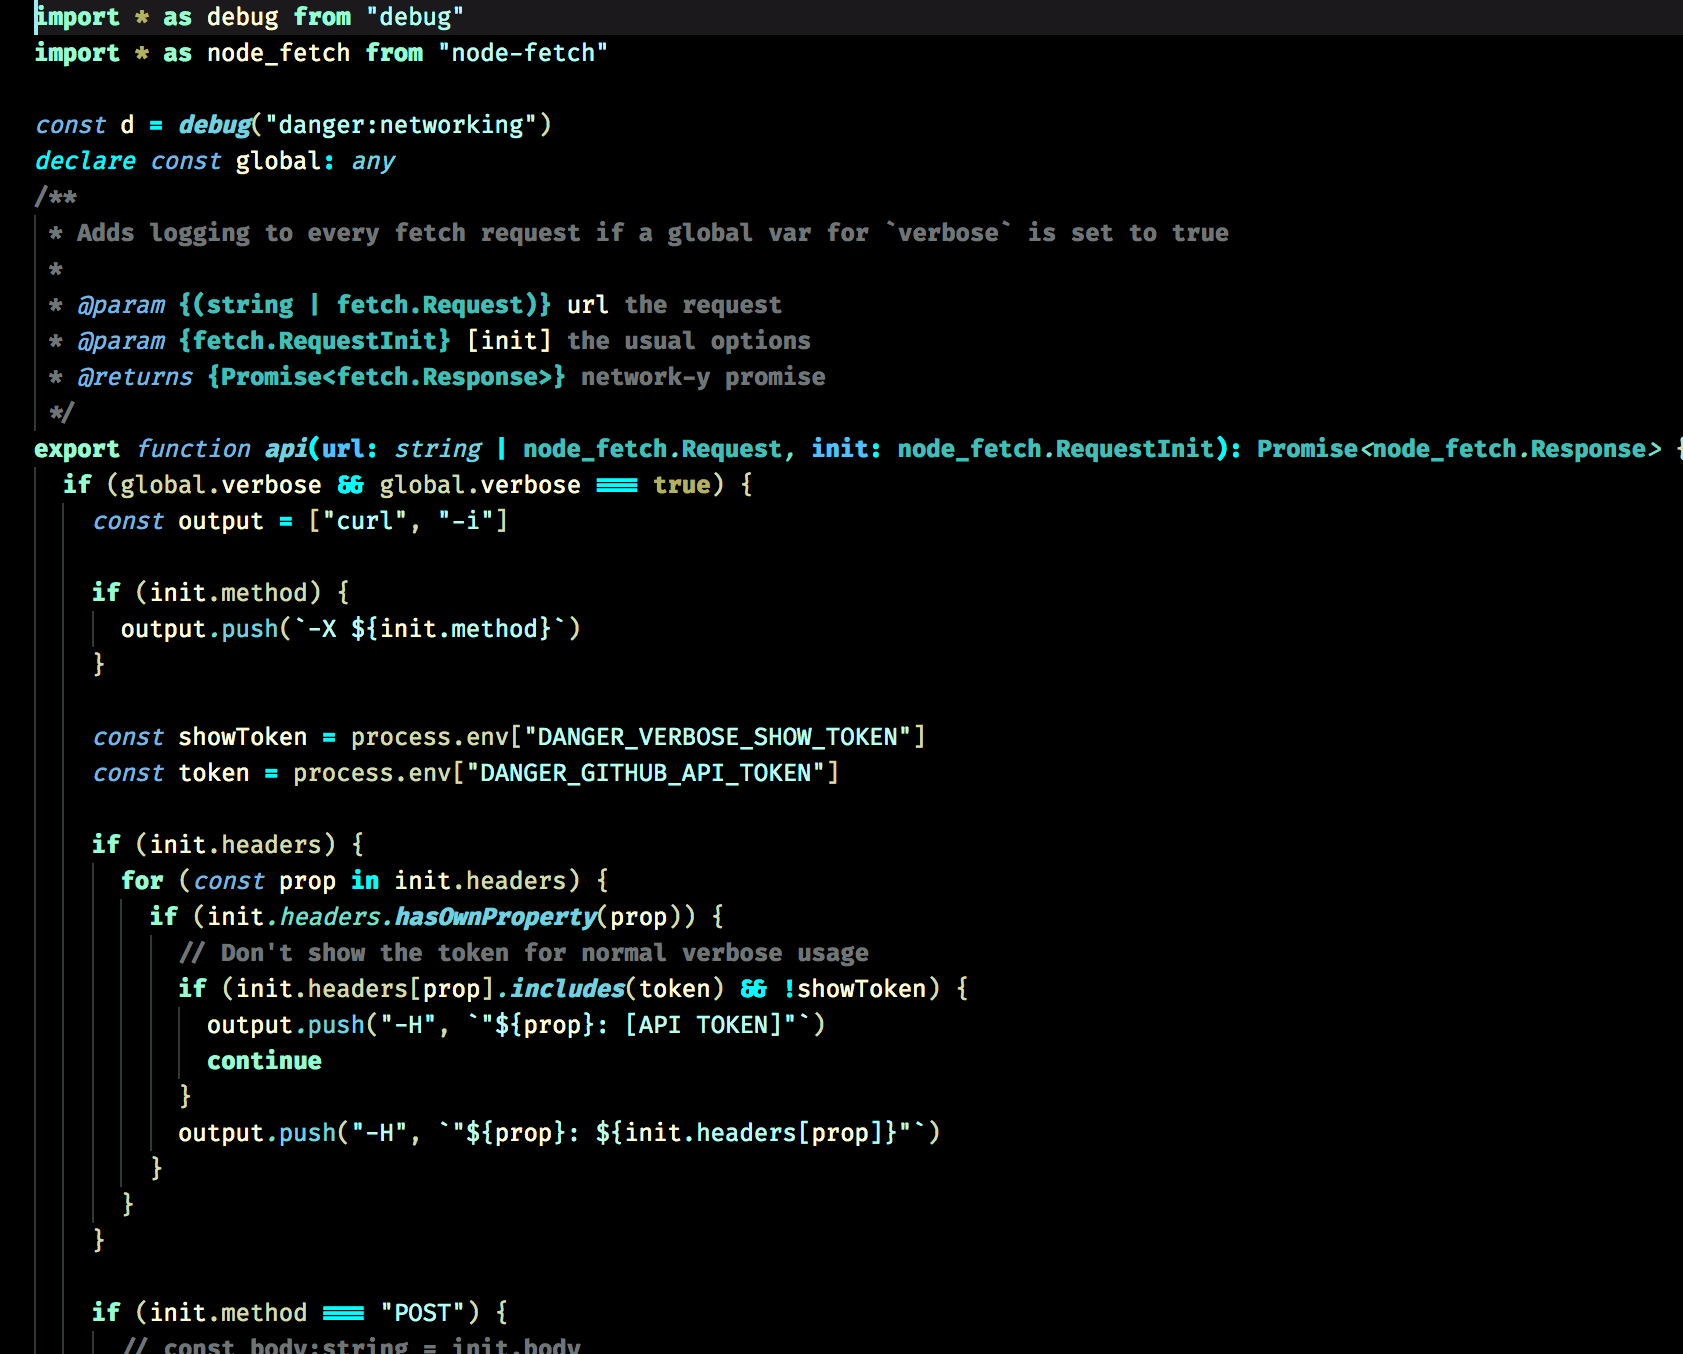 import * as debug from "debug"
import * as node_fetch from "node-fetch"

const d = debug("danger:networking")
declare const global: any
/**
 * Adds logging to every fetch request if a global var for `verbose` is set to true
 *
 * @param {(string | fetch.Request)} url the request
 * @param {fetch.RequestInit} [init] the usual options
 * @returns {Promise<fetch.Response>} network-y promise
 */
export function api(url: string | node_fetch.Request, init: node_fetch.RequestInit): Promise<node_fetch.Response> {
  if (global.verbose && global.verbose === true) {
    const output = ["curl", "-i"]

    if (init.method) {
      output.push(`-X ${init.method}`)
    }

    const showToken = process.env["DANGER_VERBOSE_SHOW_TOKEN"]
    const token = process.env["DANGER_GITHUB_API_TOKEN"]

    if (init.headers) {
      for (const prop in init.headers) {
        if (init.headers.hasOwnProperty(prop)) {
          // Don't show the token for normal verbose usage
          if (init.headers[prop].includes(token) && !showToken) {
            output.push("-H", `"${prop}: [API TOKEN]"`)
            continue
          }
          output.push("-H", `"${prop}: ${init.headers[prop]}"`)
        }
      }
    }

    if (init.method === "POST") {
      // const body:string = init.body